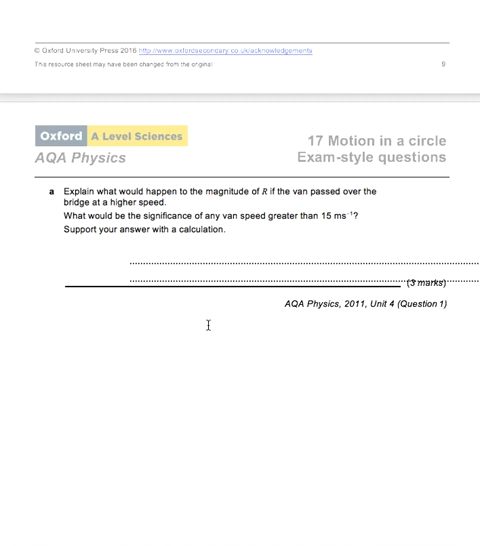 © Oxford University Press 2016 http://www.oxfordsecondary.co.uk/acknowledgements
This resource sheet may have been changed from the original
9
Oxford A Level Sciences
AQA Physics
17 Motion in a circle
Exam-style questions
a Explain what would happen to the magnitude of R if the van passed over the
bridge at a higher speed.
What would be the significance of any van speed greater than 15 ms⁻¹?
Support your answer with a calculation.
(3 marks)
AQA Physics, 2011, Unit 4 (Question 1)